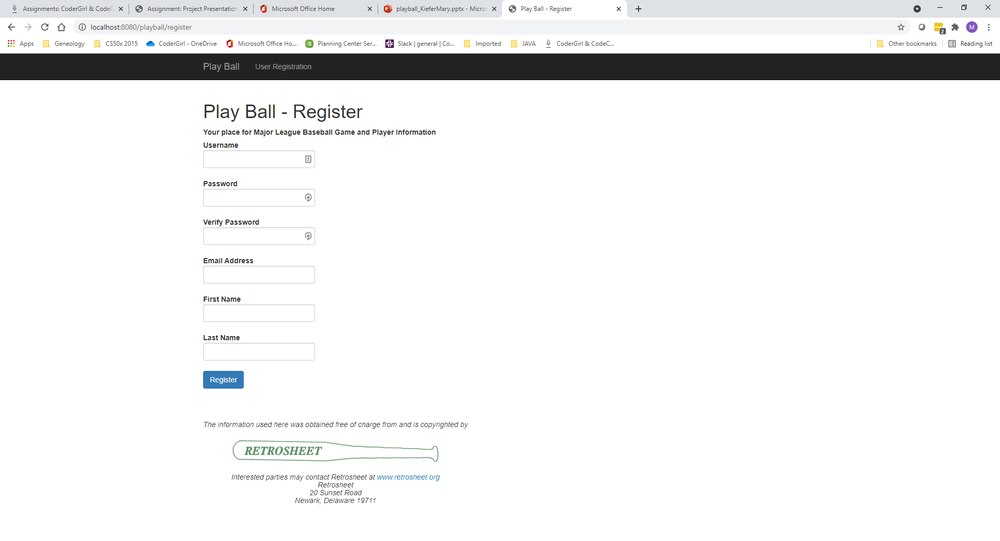 Assignments: CoderGirl & CodeC
Assignment: Project Presentation
Microsoft Office Home
playball_KieferMary.pptx - Micros
Play Ball - Register
localhost:8080/playball/register
2
M
Apps
Geneology
CS50x 2015
CoderGirl - OneDrive
Microsoft Office Ho...
Planning Center Ser...
Slack | general | Co...
Imported
JAVA
CoderGirl & CodeC...
Other bookmarks
Reading list
Play Ball
User Registration
Play Ball - Register
Your place for Major League Baseball Game and Player Information
Username
Password
Verify Password
Email Address
First Name
Last Name
Register
The information used here was obtained free of charge from and is copyrighted by
RETROSHEET
Interested parties may contact Retrosheet at www.retrosheet.org
Retrosheet
20 Sunset Road
Newark, Delaware 19711